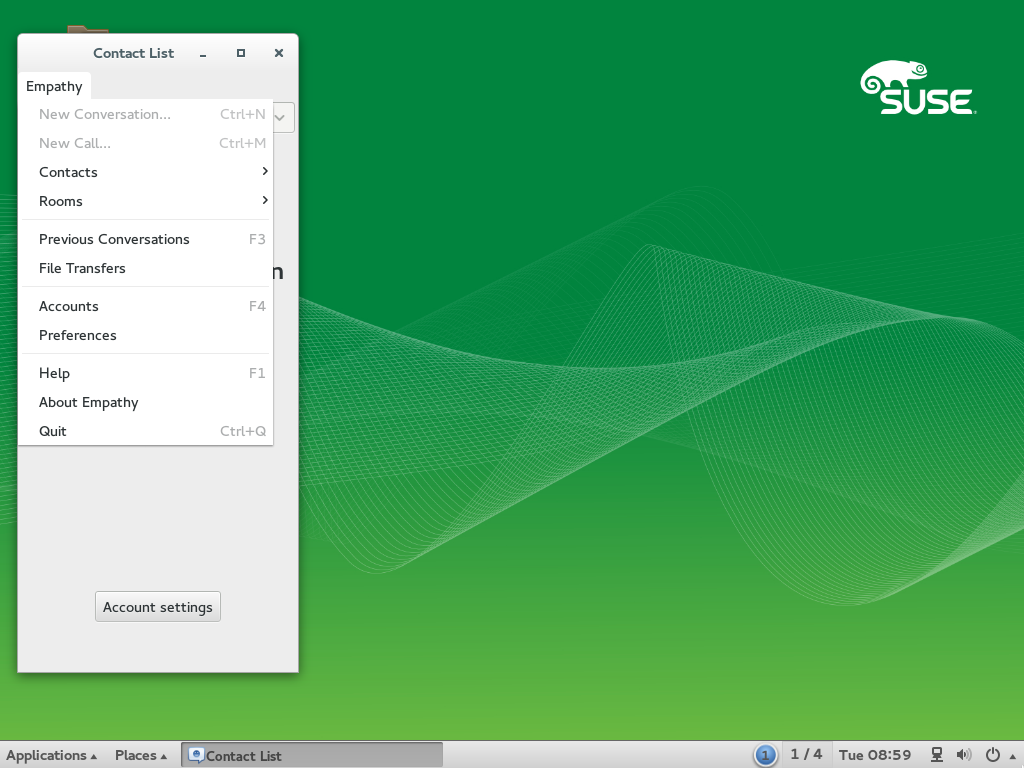 Contact List
Empathy
New Conversation... Ctrl+N
New Call... Ctrl+M
Contacts
Rooms
Previous Conversations F3
File Transfers
n
Accounts F4
Preferences
Help F1
About Empathy
Quit Ctrl+Q
Account settings
SUSE
Applications Places Contact List 1 1 / 4 Tue 08:59